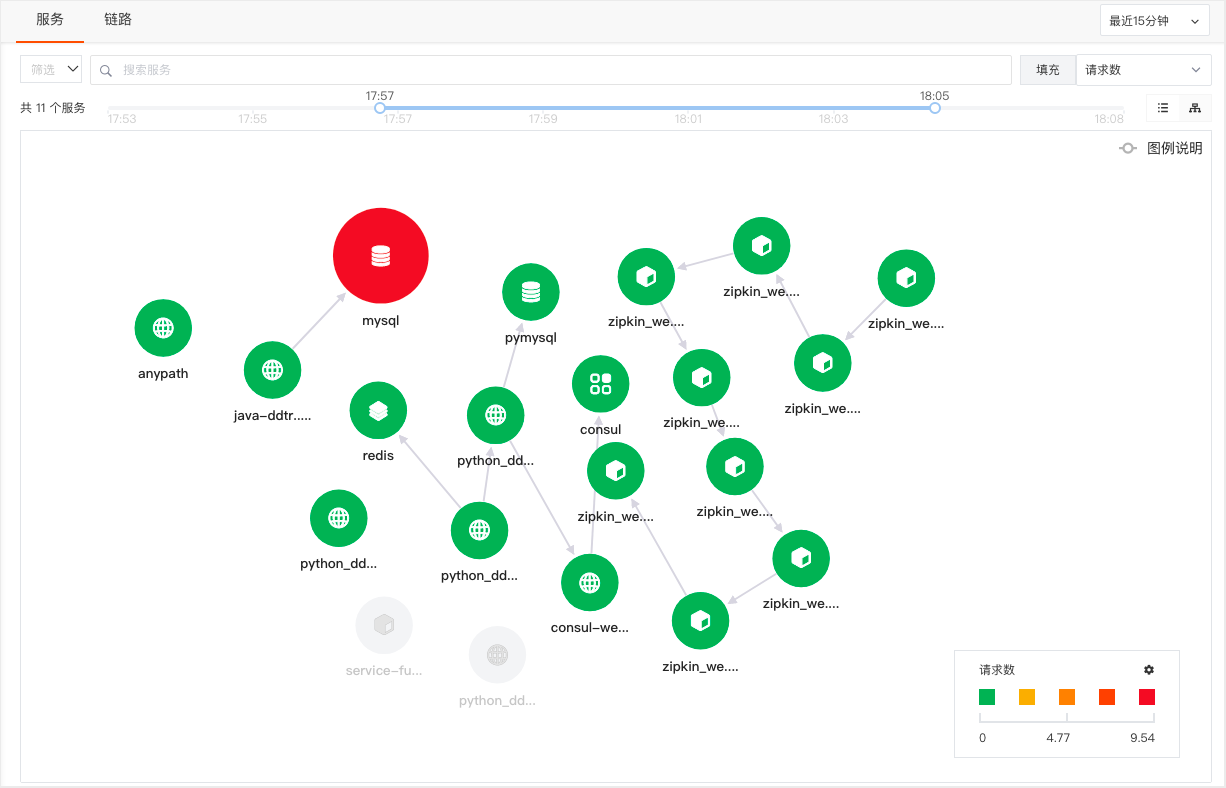 服务 链路 最近15分钟
筛选 搜索服务 填充 请求数
17:57 18:05
共 11 个服务
17:53 17:55 17:57 17:59 18:01 18:03 18:08
图例说明
zipkin_we....
mysql
zipkin_we....
zipkin_we....
pymysql
anypath
zipkin_we....
java-ddtr.....
zipkin_we....
consul
redis
python_dd...
zipkin_we....
zipkin_we....
python_dd...
python_dd...
zipkin_we....
consul-we...
zipkin_we....
service-fu...
python_dd...
请求数
0 4.77 9.54